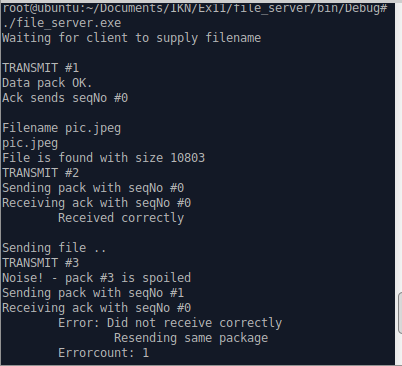 root@ubuntu:~/Documents/IKN/Ex11/file_server/bin/Debug#
./file_server.exe
Waiting for client to supply filename
TRANSMIT #1
Data pack OK.
Ack sends seqNo #0
Filename pic.jpeg
pic.jpeg
File is found with size 10803
TRANSMIT #2
Sending pack with seqNo #0
Receiving ack with seqNo #0
Received correctly
Sending file ..
TRANSMIT #3
Noise! - pack #3 is spoiled
Sending pack with seqNo #1
Receiving ack with seqNo #0
Error: Did not receive correctly
Resending same package
Errorcount: 1